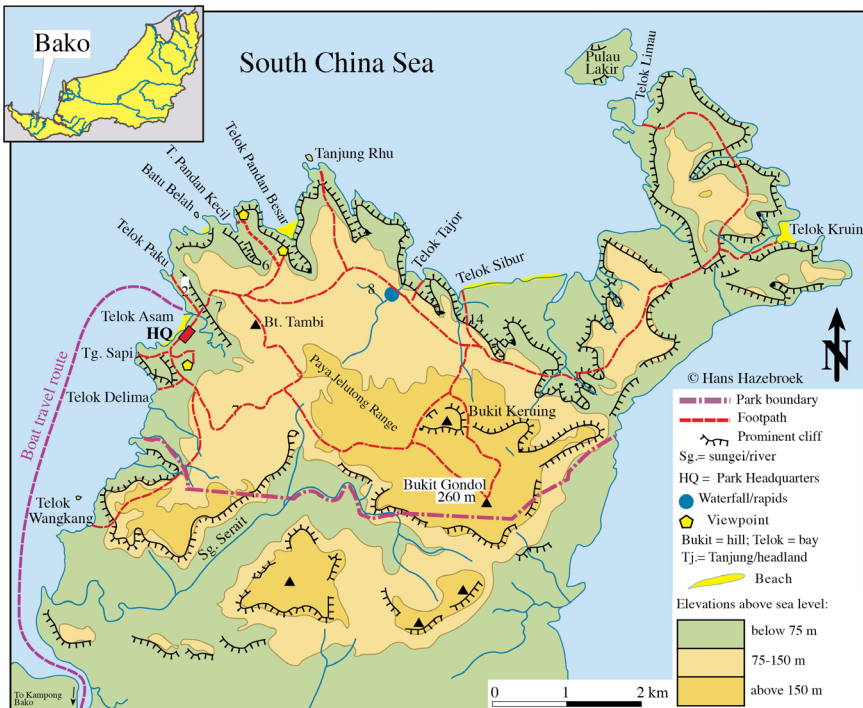 Bako
South China Sea
Pulau
Lakir
Telok Limau
Tanjung Rhu
Telok Pandan Besar
T. Pandan Kecil
Batu Belah
Telok Paku
Telok Tajor
Telok Kruin
Telok Sibur
6
?
7
8
14
Telok Asam
HQ
Bt. Tambi
Tg. Sapi
Telok Delima
7
Paya Jelutong Range
Bukit Keruing
Bukit Gondol
260 m
Telok
Wangkang
Sg. Serait
Boat travel route
To Kampong
Bako
N
© Hans Hazebroek
Park boundary
Footpath
Prominent cliff
Sg.= sungei/river
HQ = Park Headquarters
Waterfall/rapids
Viewpoint
Bukit = hill; Telok = bay
Tj.= Tanjung/headland
Beach
Elevations above sea level:
below 75 m
75-150 m
above 150 m
0 1 2 km